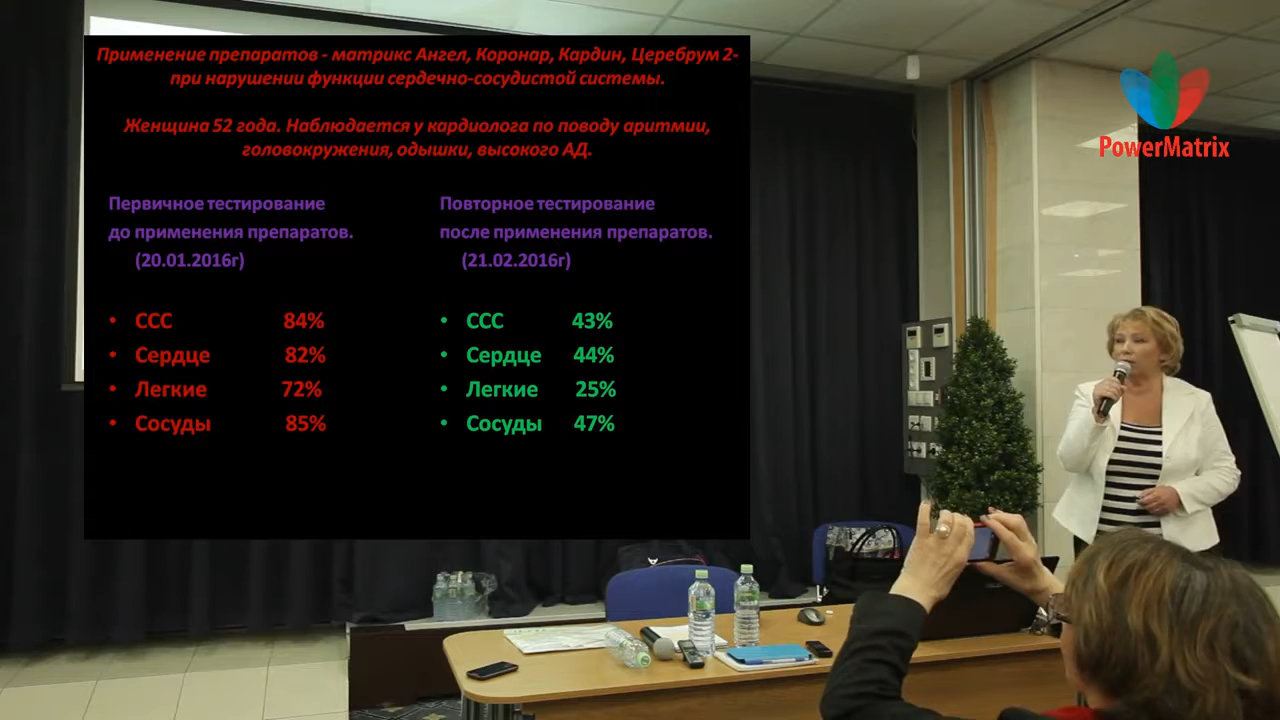 Применение препаратов - матрикс Ангел, Коронар, Кардин, Церебрум 2-
при нарушении функции сердечно-сосудистой системы.
Женщина 52 года. Наблюдается у кардиолога по поводу аритмии,
головокружения, одышки, высокого АД.
Первичное тестирование
до применения препаратов.
(20.01.2016г)
• ССС 84%
• Сердце 82%
• Легкие 72%
• Сосуды 85%
Повторное тестирование
после применения препаратов.
(21.02.2016г)
• ССС 43%
• Сердце 44%
• Легкие 25%
• Сосуды 47%
PowerMatrix